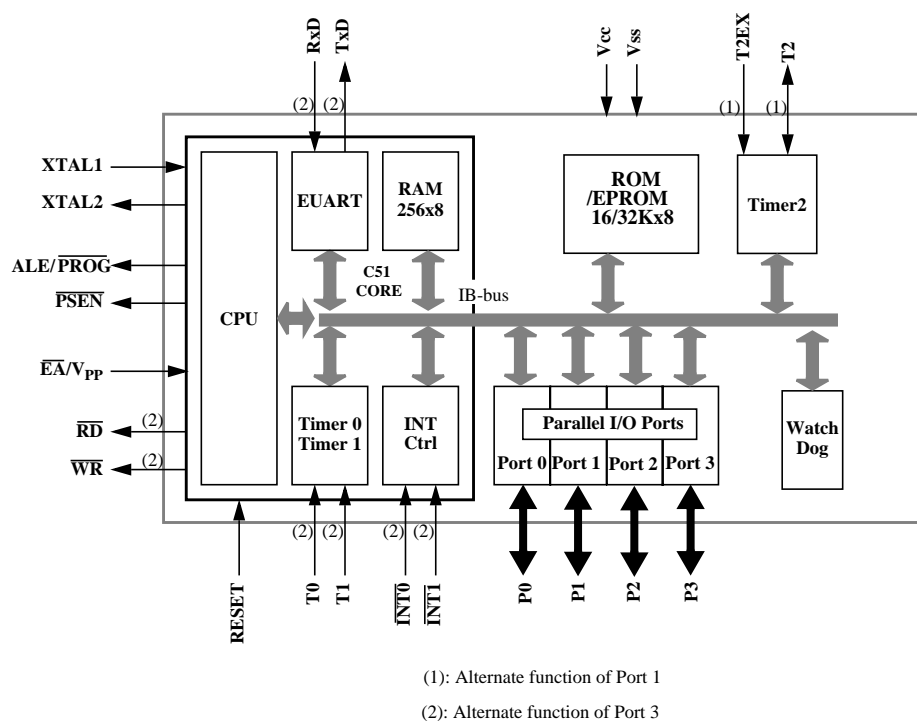 RxD
TxD
Vcc
Vss
T2EX
T2
(2)
(2)
(1)
(1)
XTAL1
XTAL2
ALE/PROG
PSEN
EA/VPP
RD
(2)
WR
(2)
CPU
EUART
RAM
256x8
C51
CORE
IB-bus
ROM
/EPROM
16/32Kx8
Timer2
Timer 0
Timer 1
INT
Ctrl
Parallel I/O Ports
Port 0
Port 1
Port 2
Port 3
Watch
Dog
(2)
(2)
(2)
(2)
RESET
T0
T1
INT0
INT1
P0
P1
P2
P3
(1): Alternate function of Port 1
(2): Alternate function of Port 3